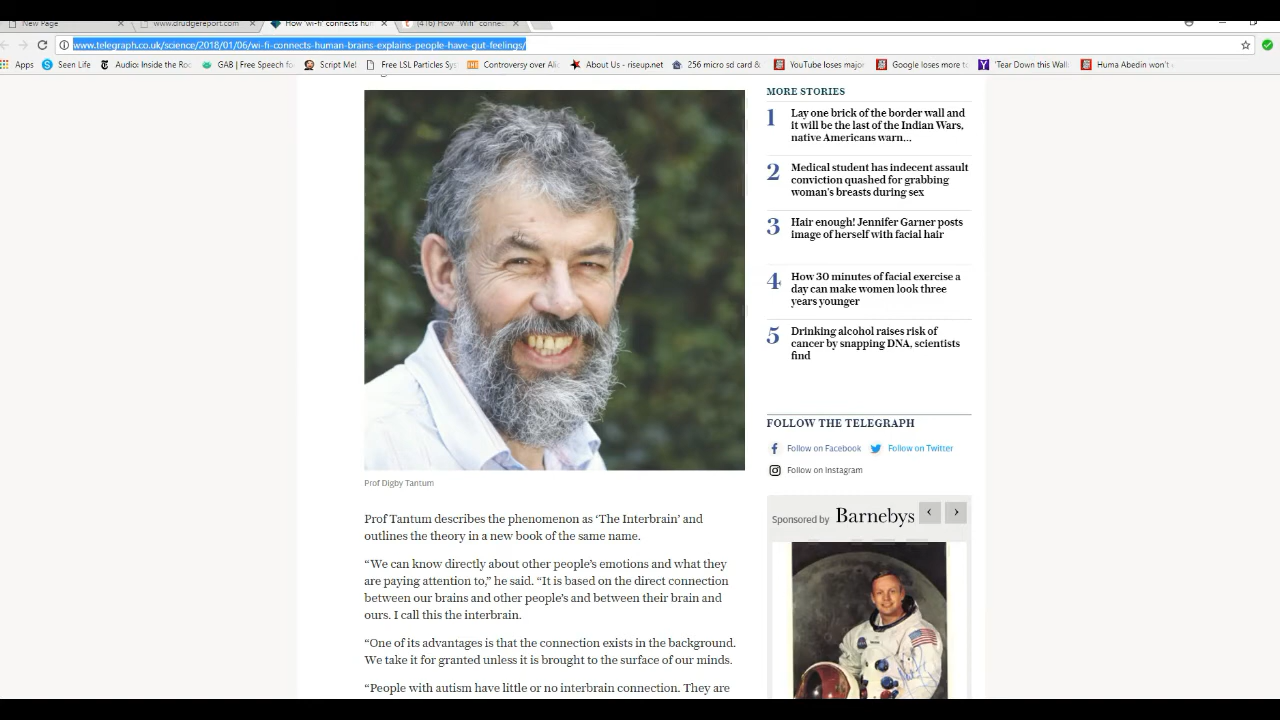 New Page
www.drudgereport.com
How "wi-fi" connects hum
(416) How "Wifi" conne
www.telegraph.co.uk/science/2018/01/06/wi-fi-connects-human-brains-explains-people-have-gut-feelings/
Apps
Seen Life
Audio: Inside the Roc
GAB | Free Speech fo
Script Me!
Free LSL Particles Sys
Controversy over Alic
About Us - riseup.net
256 micro sd card &
YouTube loses major
Google loses more to
'Tear Down this Wall
Huma Abedin won't v
MORE STORIES
1
Lay one brick of the border wall and
it will be the last of the Indian Wars,
native Americans warn...
2
Medical student has indecent assault
conviction quashed for grabbing
woman's breasts during sex
3
Hair enough! Jennifer Garner posts
image of herself with facial hair
4
How 30 minutes of facial exercise a
day can make women look three
years younger
5
Drinking alcohol raises risk of
cancer by snapping DNA, scientists
find
FOLLOW THE TELEGRAPH
Follow on Facebook
Follow on Twitter
Follow on Instagram
Sponsored by Barnebys
Prof Digby Tantum
Prof Tantum describes the phenomenon as ‘The Interbrain’ and
outlines the theory in a new book of the same name.
“We can know directly about other people’s emotions and what they
are paying attention to,” he said. “It is based on the direct connection
between our brains and other people’s and between their brain and
ours. I call this the interbrain.
“One of its advantages is that the connection exists in the background.
We take it for granted unless it is brought to the surface of our minds.
“People with autism have little or no interbrain connection. They are